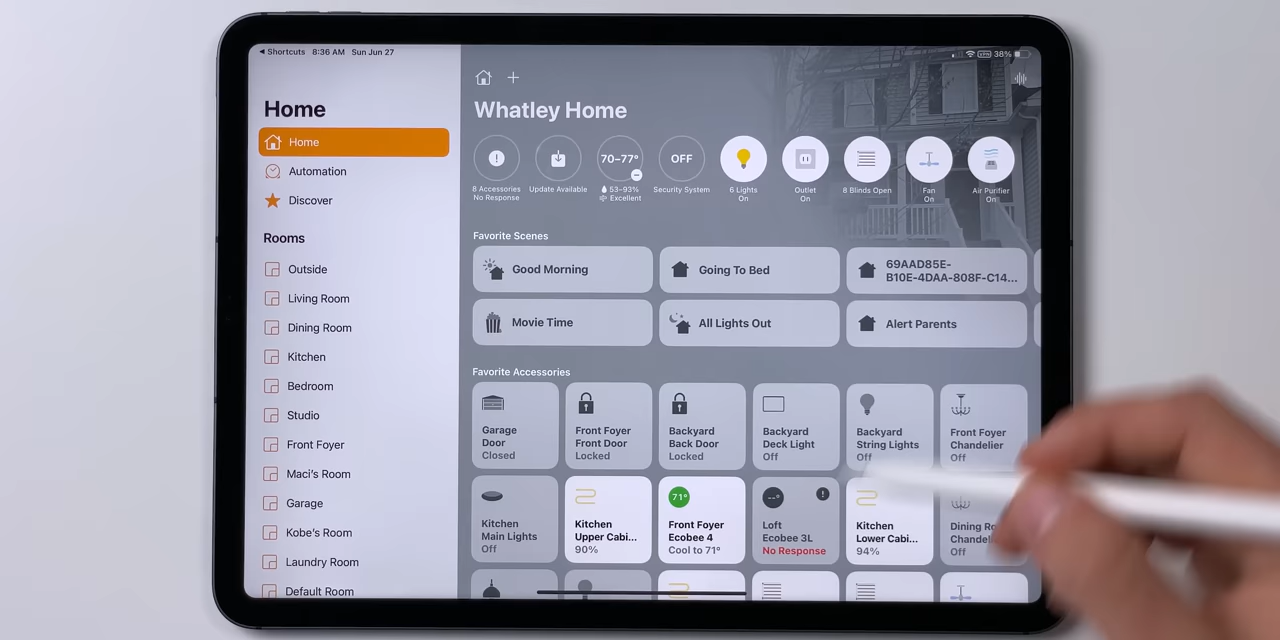 Shortcuts 8:36 AM Sun Jun 27
VPN 38%
Home
Home
Automation
Discover
Rooms
Outside
Living Room
Dining Room
Kitchen
Bedroom
Studio
Front Foyer
Maci's Room
Garage
Kobe's Room
Laundry Room
Default Room
Whatley Home
70–77°
OFF
8 Accessories
No Response
Update Available
53–93%
Excellent
Security System
6 Lights
On
Outlet
On
8 Blinds Open
Fan
On
Air Purifier
On
Favorite Scenes
Good Morning
Going To Bed
69AAD85E-
B10E-4DAA-808F-C14...
Movie Time
All Lights Out
Alert Parents
Favorite Accessories
Garage
Door
Closed
Front Foyer
Front Door
Locked
Backyard
Back Door
Locked
Backyard
Deck Light
Off
Backyard
String Lights
Off
Front Foyer
Chandelier
Off
Kitchen
Main Lights
Off
Kitchen
Upper Cabi...
90%
71°
Front Foyer
Ecobee 4
Cool to 71°
--°
Loft
Ecobee 3L
No Response
Kitchen
Lower Cabi...
94%
Dining
Off